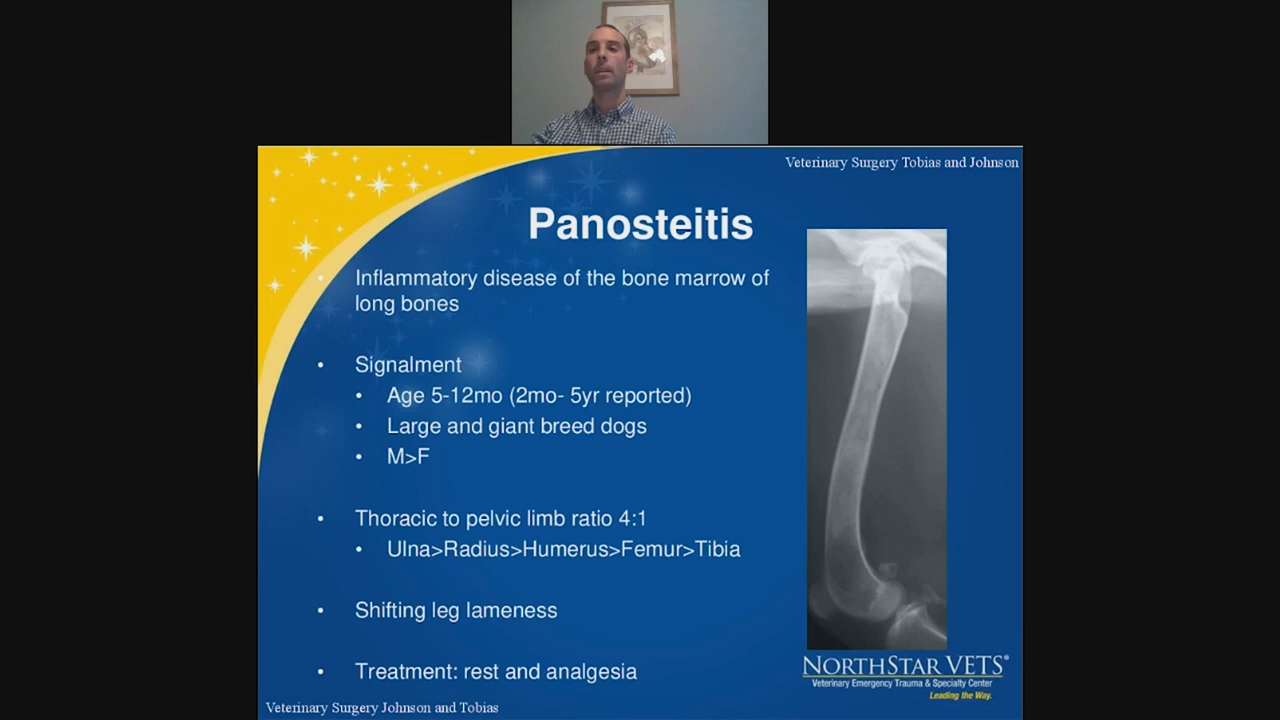 Veterinary Surgery Tobias and Johnson
Panosteitis
• Inflammatory disease of the bone marrow of
long bones
• Signalment
• Age 5-12mo (2mo- 5yr reported)
• Large and giant breed dogs
• M>F
• Thoracic to pelvic limb ratio 4:1
• Ulna>Radius>Humerus>Femur>Tibia
• Shifting leg lameness
• Treatment: rest and analgesia
NORTHSTAR VETS®
Veterinary Emergency Trauma & Specialty Center
Leading the Way.
Veterinary Surgery Johnson and Tobias